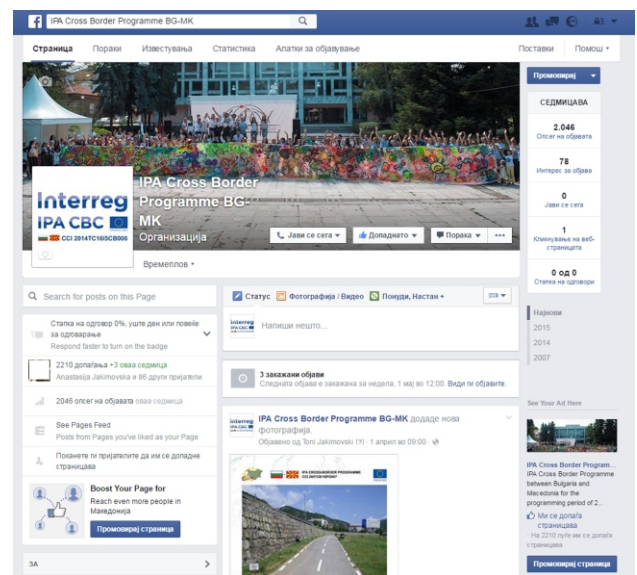 IPA Cross Border Programme BG-MK
Страница Пораки Известувања Статистика Алатки за објавување Поставки Помош
Промовирај
СЕДМИЦАВА
2.046
Опсег на објавата
78
Интерес за објава
0
Јави се сега
1
Кликнување на веб-
страницата
0 од 0
Стапка на одговори
Најнови
2015
2014
2007
Interreg
IPA CBC
CCI 2014TC16I5CB006
IPA Cross Border
Programme BG-
MK
Организација
Јави се сега
Допаднато
Порака
Времеплов
Search for posts on this Page
Стапка на одговор 0%, уште ден или повеќе
за одговарање
Respond faster to turn on the badge
2210 допаѓања +3 оваа седмица
Anastasija Jakimovska и 86 други пријатели
2046 опсег на објавата оваа седмица
See Pages Feed
Posts from Pages you've liked as your Page
Поканете ги пријателите да им се допадне
страницава
Boost Your Page for
Reach even more people in
Македонија
Промовирај страница
ЗА
Статус Фотографија / Видео Понуди, Настан +
Напиши нешто...
3 закажани објави
Следната објава е закажана за недела, 1 мај во 12:00. Види ги објавите.
IPA Cross Border Programme BG-MK додаде нова
фотографија.
Објавено од Toni Jakimovski [?] · 1 април во 09:00
IPA CROSS-BORDER PROGRAMME
See Your Ad Here
IPA Cross Border Program...
IPA Cross Border Programme
between Bulgaria and
Macedonia for the
programming period of 2...
Ми се допаѓа
страницава
· На 2210 луѓе им се допаѓа
страницава
Промовирај страница